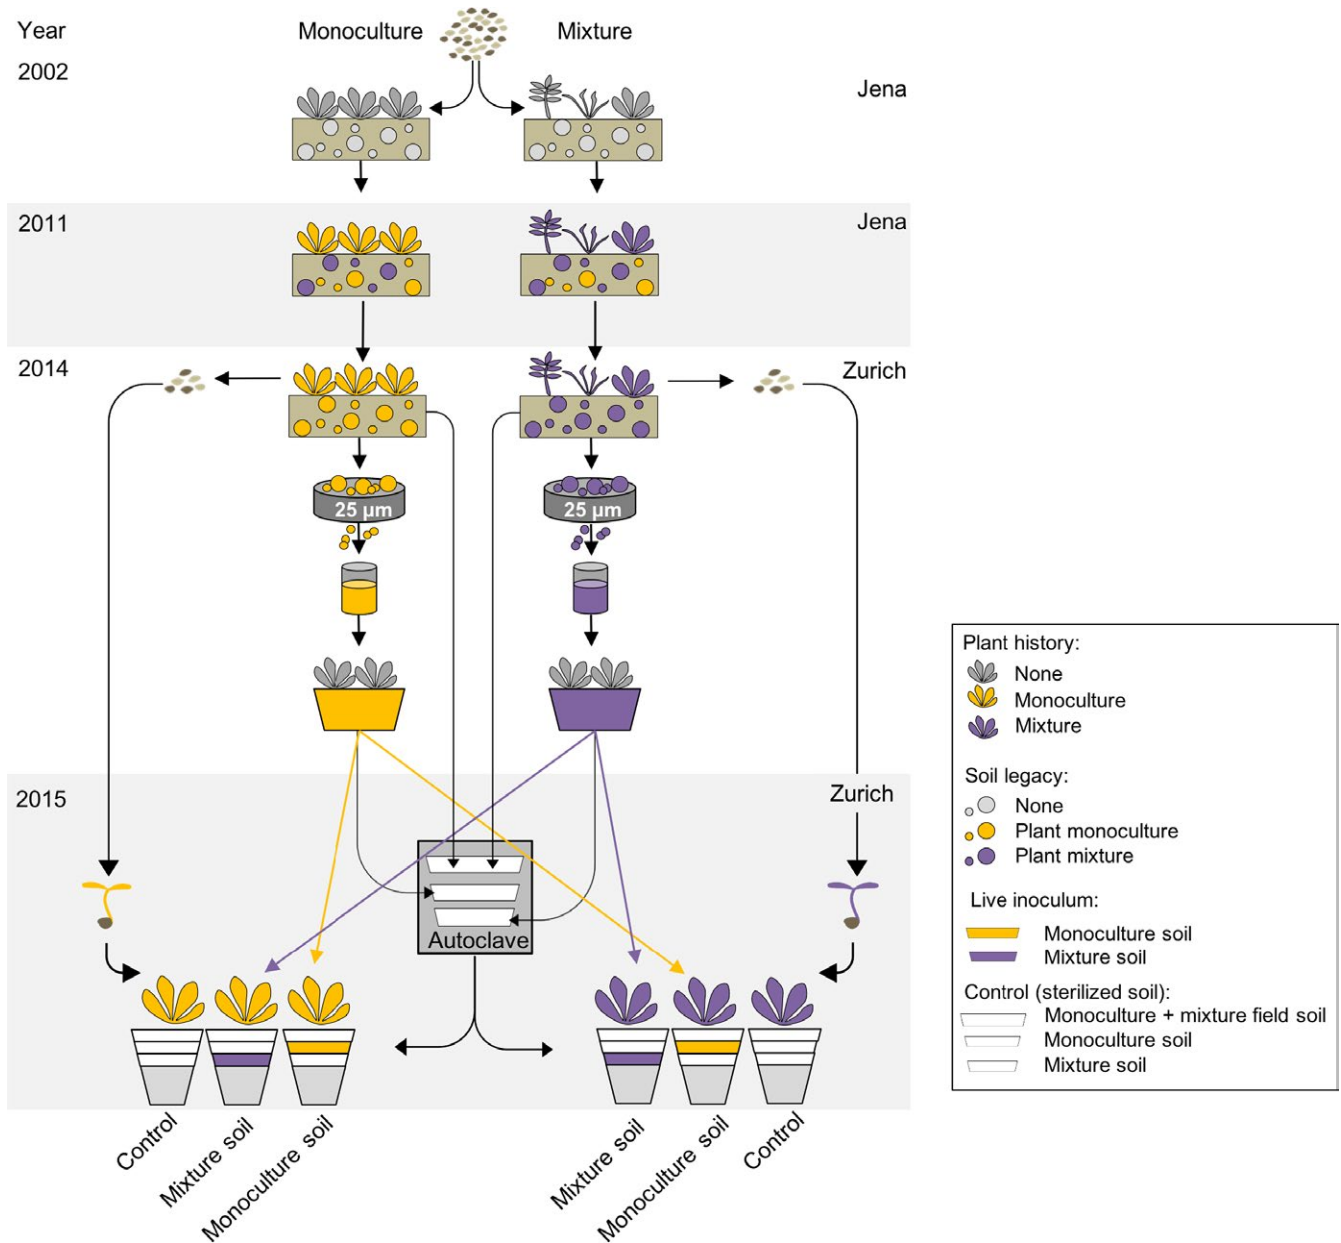 Year
Monoculture
Mixture
2002
Jena
2011
Jena
2014
Zurich
25 µm
25 µm
2015
Zurich
Autoclave
Control
Mixture soil
Monoculture soil
Mixture soil
Monoculture soil
Control
Plant history:
None
Monoculture
Mixture
Soil legacy:
None
Plant monoculture
Plant mixture
Live inoculum:
Monoculture soil
Mixture soil
Control (sterilized soil):
Monoculture + mixture field soil
Monoculture soil
Mixture soil